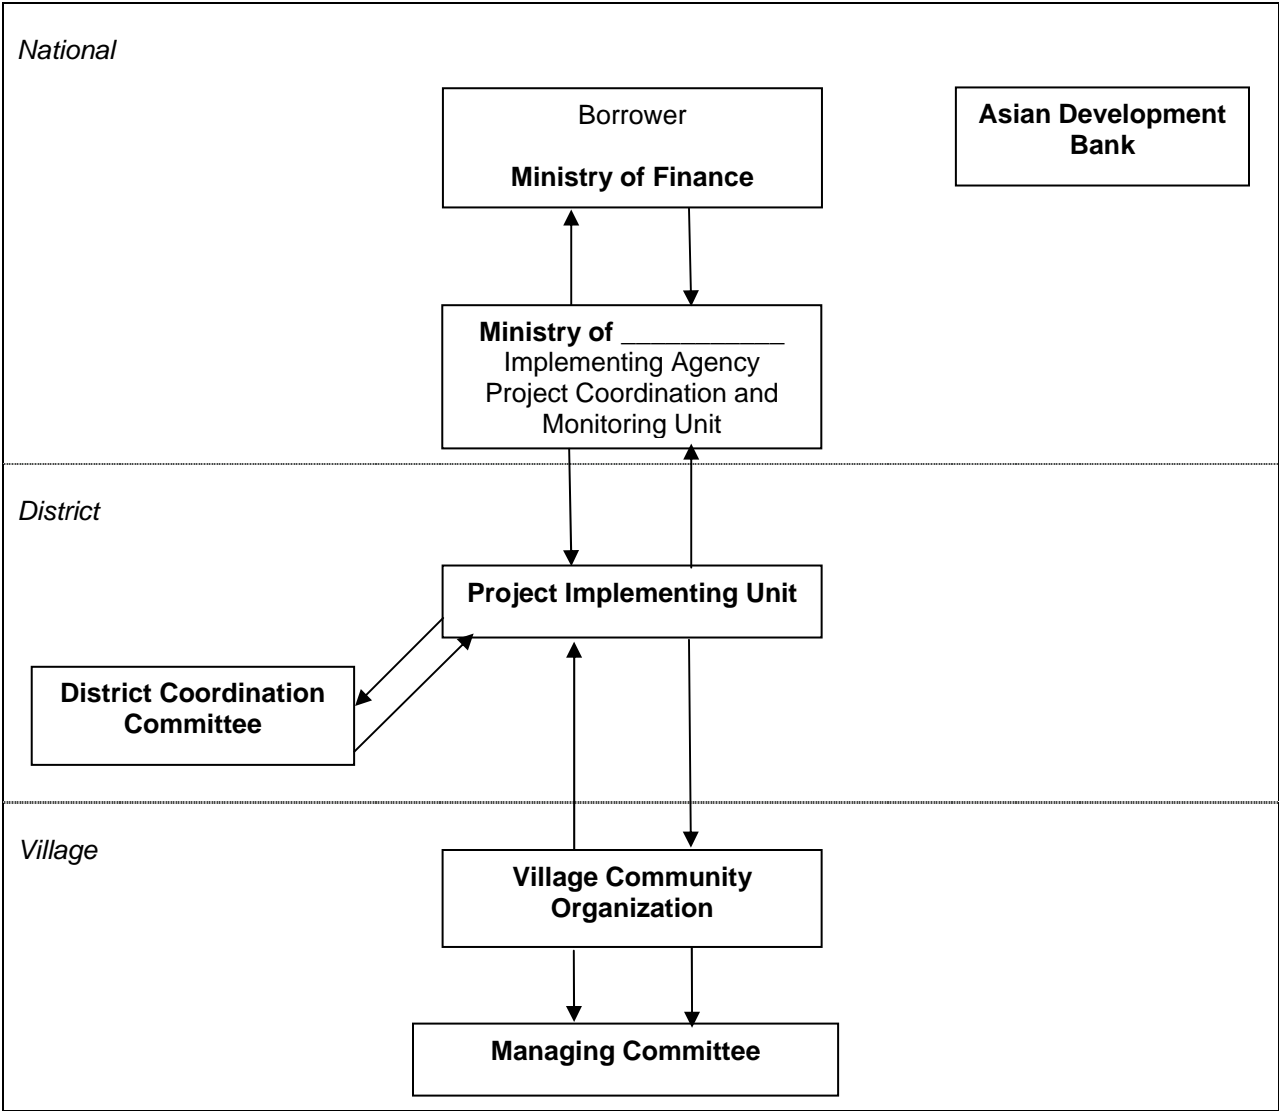 National
Borrower
Ministry of Finance
Asian Development
Bank
Ministry of ___________
Implementing Agency
Project Coordination and
Monitoring Unit
District
Project Implementing Unit
District Coordination
Committee
Village
Village Community
Organization
Managing Committee